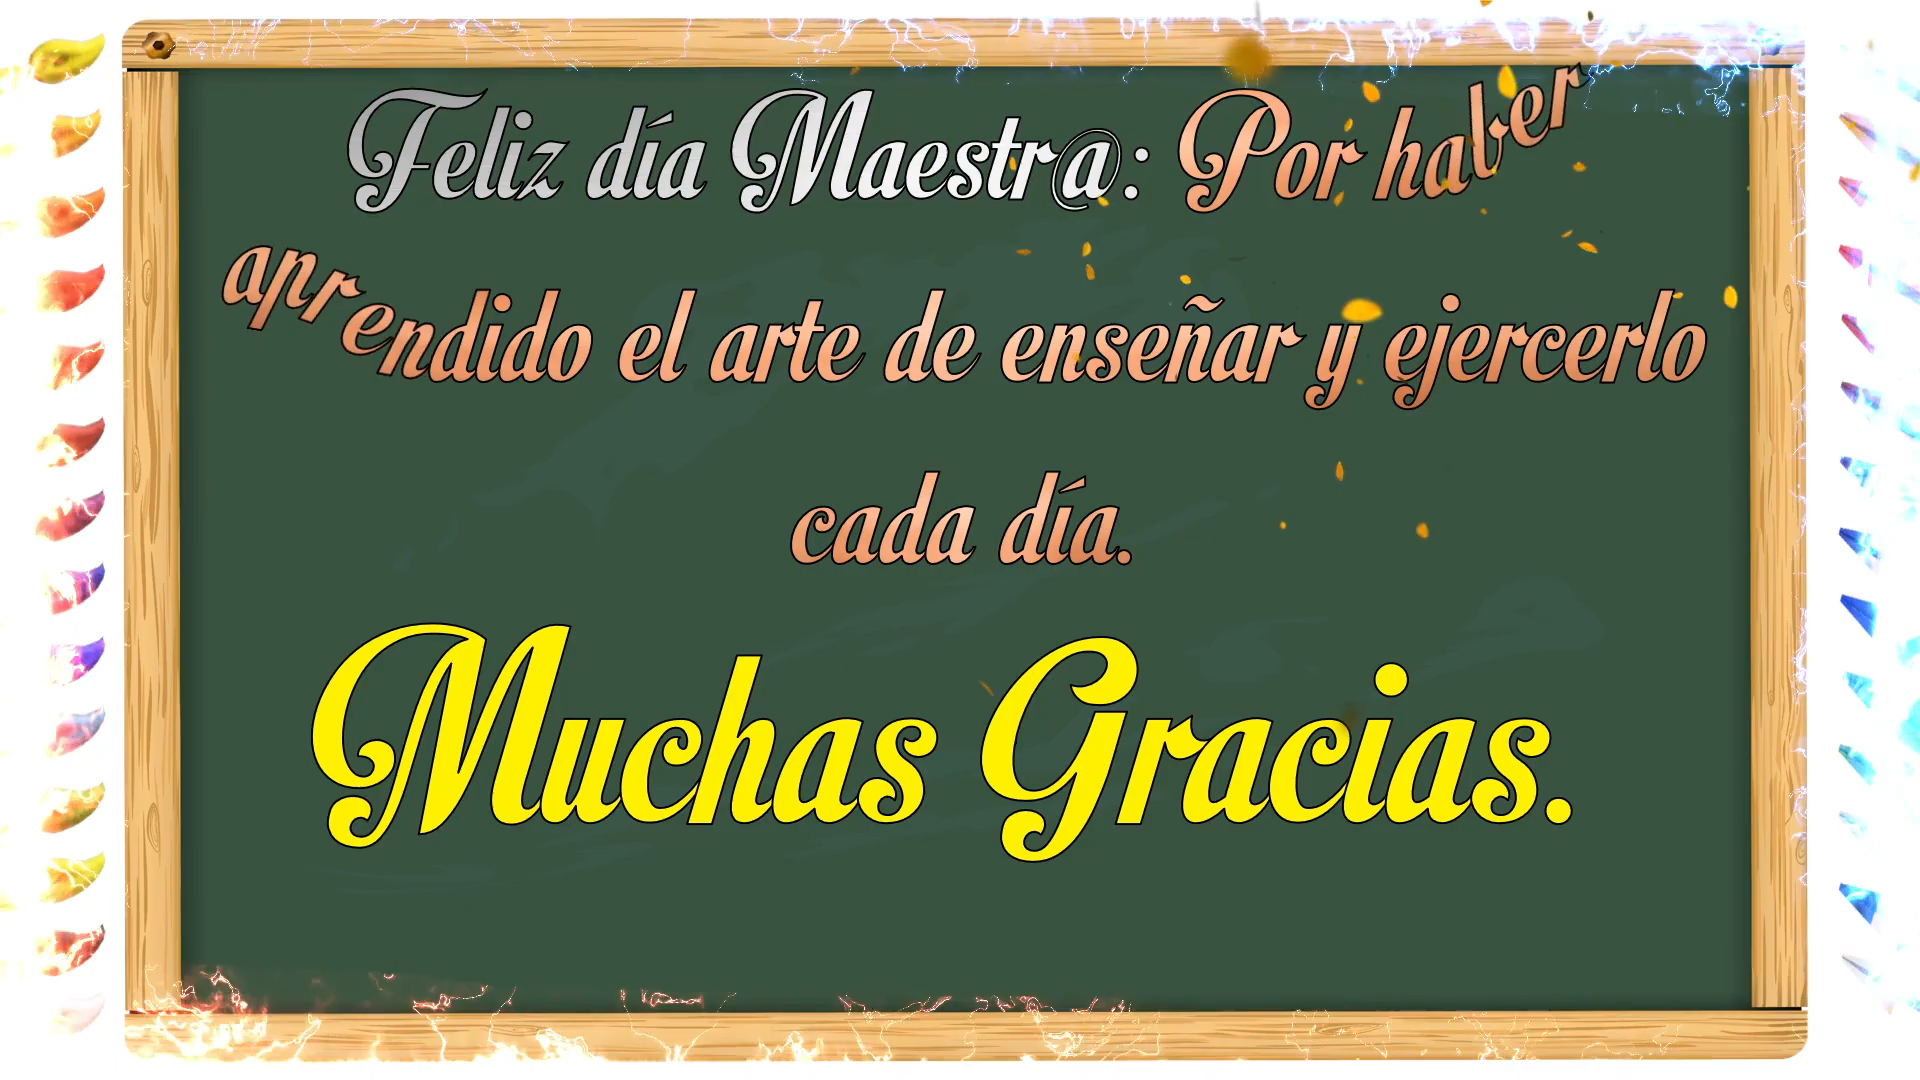 Feliz día Maestr@: Por haber
aprendido el arte de enseñar y ejercerlo
cada día.
Muchas Gracias.